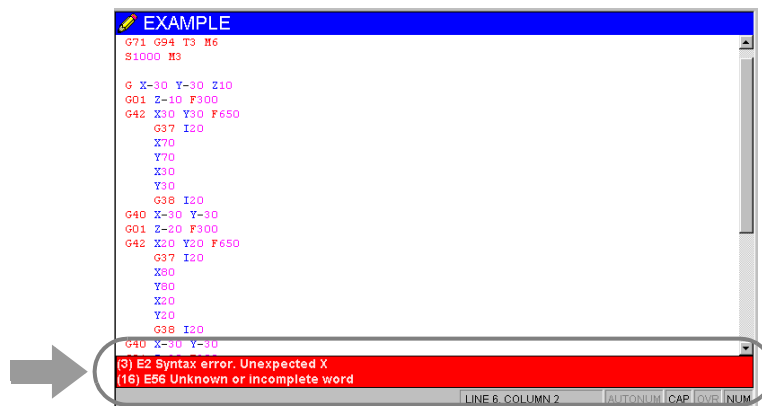 EXAMPLE
G71 G94 T3 M6
S1000 M3
G X-30 Y-30 Z10
G01 Z-10 F300
G42 X30 Y30 F650
G37 I20
X70
Y70
X30
Y30
G38 I20
G40 X-30 Y-30
G01 Z-20 F300
G42 X20 Y20 F650
G37 I20
X80
Y80
X20
Y20
G38 I20
G40 X-30 Y-30
(3) E2 Syntax error. Unexpected X
(16) E56 Unknown or incomplete word
LINE 6, COLUMN 2 AUTONUM CAP OVR NUM